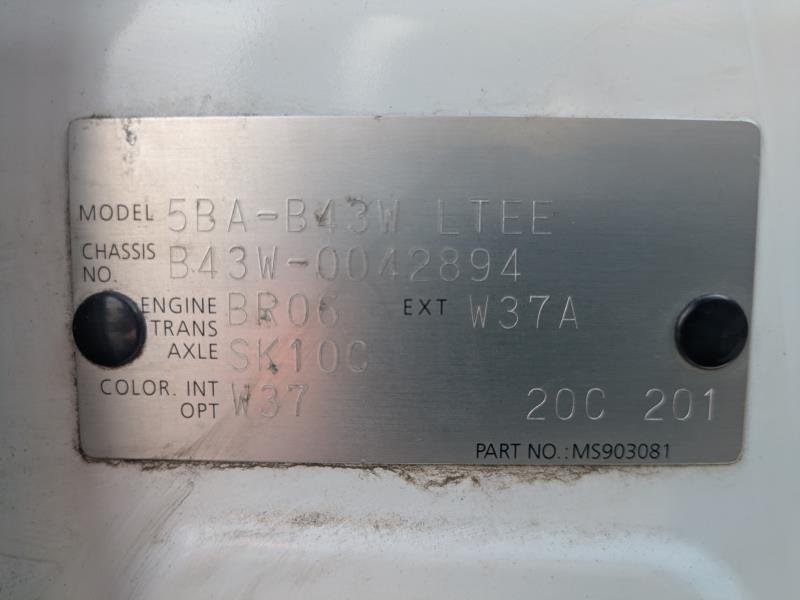 MODEL 5BA-B43W LTEE
CHASSIS NO. B43W-0042894
ENGINE BR06 EXT W37A
TRANS AXLE SK10C
COLOR. INT W37
OPT 20C 201
PART NO.:MS903081